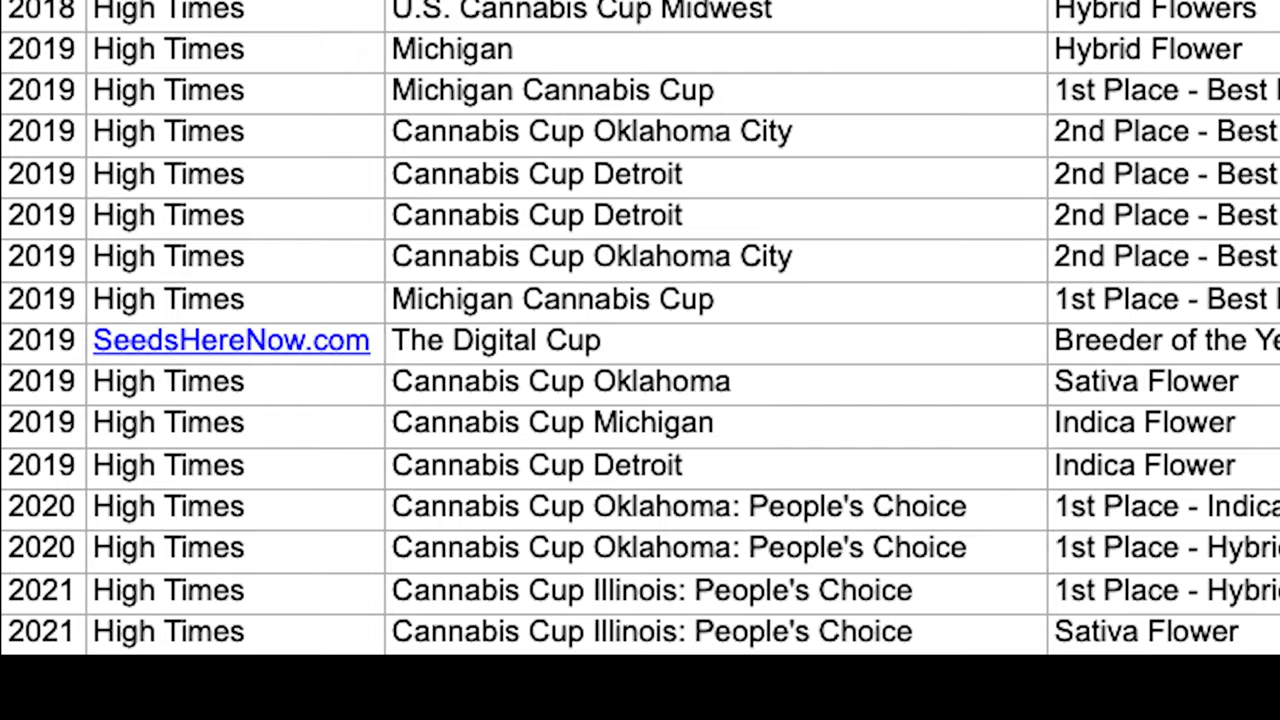 2018 High Times U.S. Cannabis Cup Midwest Hybrid Flowers
2019 High Times Michigan Hybrid Flower
2019 High Times Michigan Cannabis Cup 1st Place - Best
2019 High Times Cannabis Cup Oklahoma City 2nd Place - Best
2019 High Times Cannabis Cup Detroit 2nd Place - Best
2019 High Times Cannabis Cup Detroit 2nd Place - Best
2019 High Times Cannabis Cup Oklahoma City 2nd Place - Best
2019 High Times Michigan Cannabis Cup 1st Place - Best
2019 SeedsHereNow.com The Digital Cup Breeder of the Ye
2019 High Times Cannabis Cup Oklahoma Sativa Flower
2019 High Times Cannabis Cup Michigan Indica Flower
2019 High Times Cannabis Cup Detroit Indica Flower
2020 High Times Cannabis Cup Oklahoma: People's Choice 1st Place - Indica
2020 High Times Cannabis Cup Oklahoma: People's Choice 1st Place - Hybri
2021 High Times Cannabis Cup Illinois: People's Choice 1st Place - Hybri
2021 High Times Cannabis Cup Illinois: People's Choice Sativa Flower